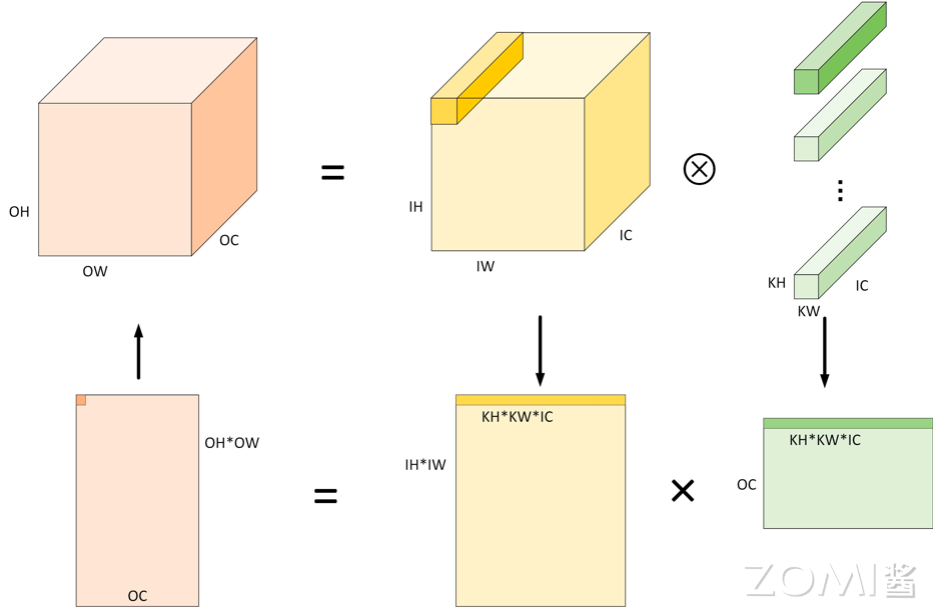 OH
OW
OC
=
IH
IW
IC
⊗
⋮
KH
KW
IC
OH*OW
OC
=
KH*KW*IC
IH*IW
×
KH*KW*IC
OC
ZOMI酱